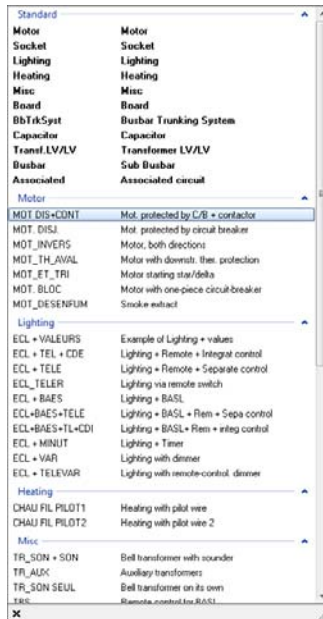 Standard
Motor Motor
Socket Socket
Lighting Lighting
Heating Heating
Misc Misc
Board Board
BbTrkSyst Busbar Trunking System
Capacitor Capacitor
Transf.LV/LV Transformer LV/LV
Busbar Sub Busbar
Associated Associated circuit
Motor
MOT DIS+CONT Mot. protected by C/B + contactor
MOT. DISJ. Motor protected by circuit breaker
MOT_INVERS Motor, both directions
MOT_TH_AVAL Motor with downstr. ther. protection
MOT_ET_TRI Motor starting star/delta
MOT. BLOC Motor with one-piece circuit-breaker
MOT_DESENFUM Smoke extract
Lighting
ECL + VALEURS Example of Lighting + values
ECL + TEL + CDE Lighting + Remote + Integrat control
ECL + TELE Lighting + Remote + Separate control
ECL_TELER Lighting via remote switch
ECL + BAES Lighting + BASL
ECL+BAES+TELE Lighting + BASL + Rem + Sepa control
ECL+BAES+TL+CDI Lighting + BASL+ Rem + integ control
ECL + MINUT Lighting + Timer
ECL + VAR Lighting with dimmer
ECL + TELEVAR Lighting with remote-control. dimmer
Heating
CHAU FIL PILOT1 Heating with pilot wire
CHAU FIL PILOT2 Heating with pilot wire 2
Misc
TR_SON + SON Bell transformer with sounder
TR_AUX Auxiliary transformers
TR_SON SEUL Bell transformer on its own
TBS Remote control for BASL